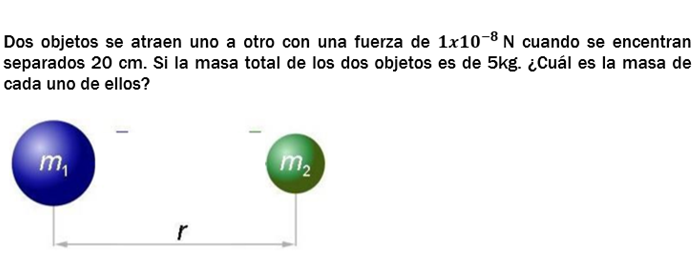 Dos objetos se atraen uno a otro con una fuerza de 1x10⁻⁸ N cuando se encentran
separados 20 cm. Si la masa total de los dos objetos es de 5kg. ¿Cuál es la masa de
cada uno de ellos?
m₁ m₂
r